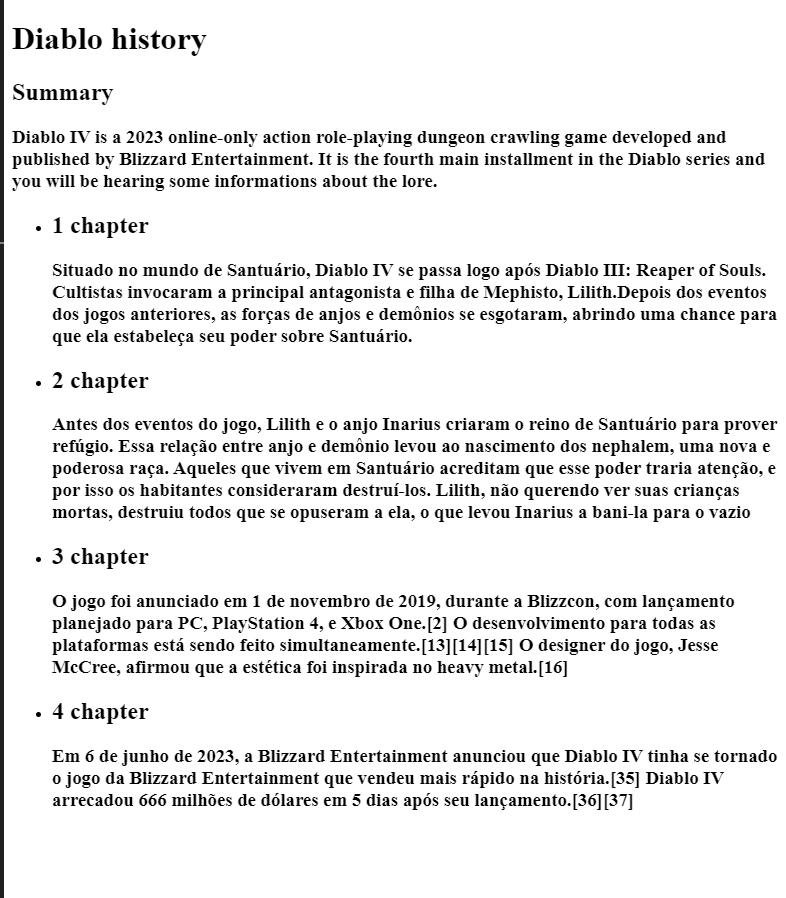 Diablo history
Summary
Diablo IV is a 2023 online-only action role-playing dungeon crawling game developed and
published by Blizzard Entertainment. It is the fourth main installment in the Diablo series and
you will be hearing some informations about the lore.
• 1 chapter
Situado no mundo de Santuário, Diablo IV se passa logo após Diablo III: Reaper of Souls.
Cultistas invocaram a principal antagonista e filha de Mephisto, Lilith.Depois dos eventos
dos jogos anteriores, as forças de anjos e demônios se esgotaram, abrindo uma chance para
que ela estabeleça seu poder sobre Santuário.
• 2 chapter
Antes dos eventos do jogo, Lilith e o anjo Inarius criaram o reino de Santuário para prover
refúgio. Essa relação entre anjo e demônio levou ao nascimento dos nephalem, uma nova e
poderosa raça. Aqueles que vivem em Santuário acreditam que esse poder traria atenção, e
por isso os habitantes consideraram destruí-los. Lilith, não querendo ver suas crianças
mortas, destruiu todos que se opuseram a ela, o que levou Inarius a bani-la para o vazio
• 3 chapter
O jogo foi anunciado em 1 de novembro de 2019, durante a Blizzcon, com lançamento
planejado para PC, PlayStation 4, e Xbox One.[2] O desenvolvimento para todas as
plataformas está sendo feito simultaneamente.[13][14][15] O designer do jogo, Jesse
McCree, afirmou que a estética foi inspirada no heavy metal.[16]
• 4 chapter
Em 6 de junho de 2023, a Blizzard Entertainment anunciou que Diablo IV tinha se tornado
o jogo da Blizzard Entertainment que vendeu mais rápido na história.[35] Diablo IV
arrecadou 666 milhões de dólares em 5 dias após seu lançamento.[36][37]